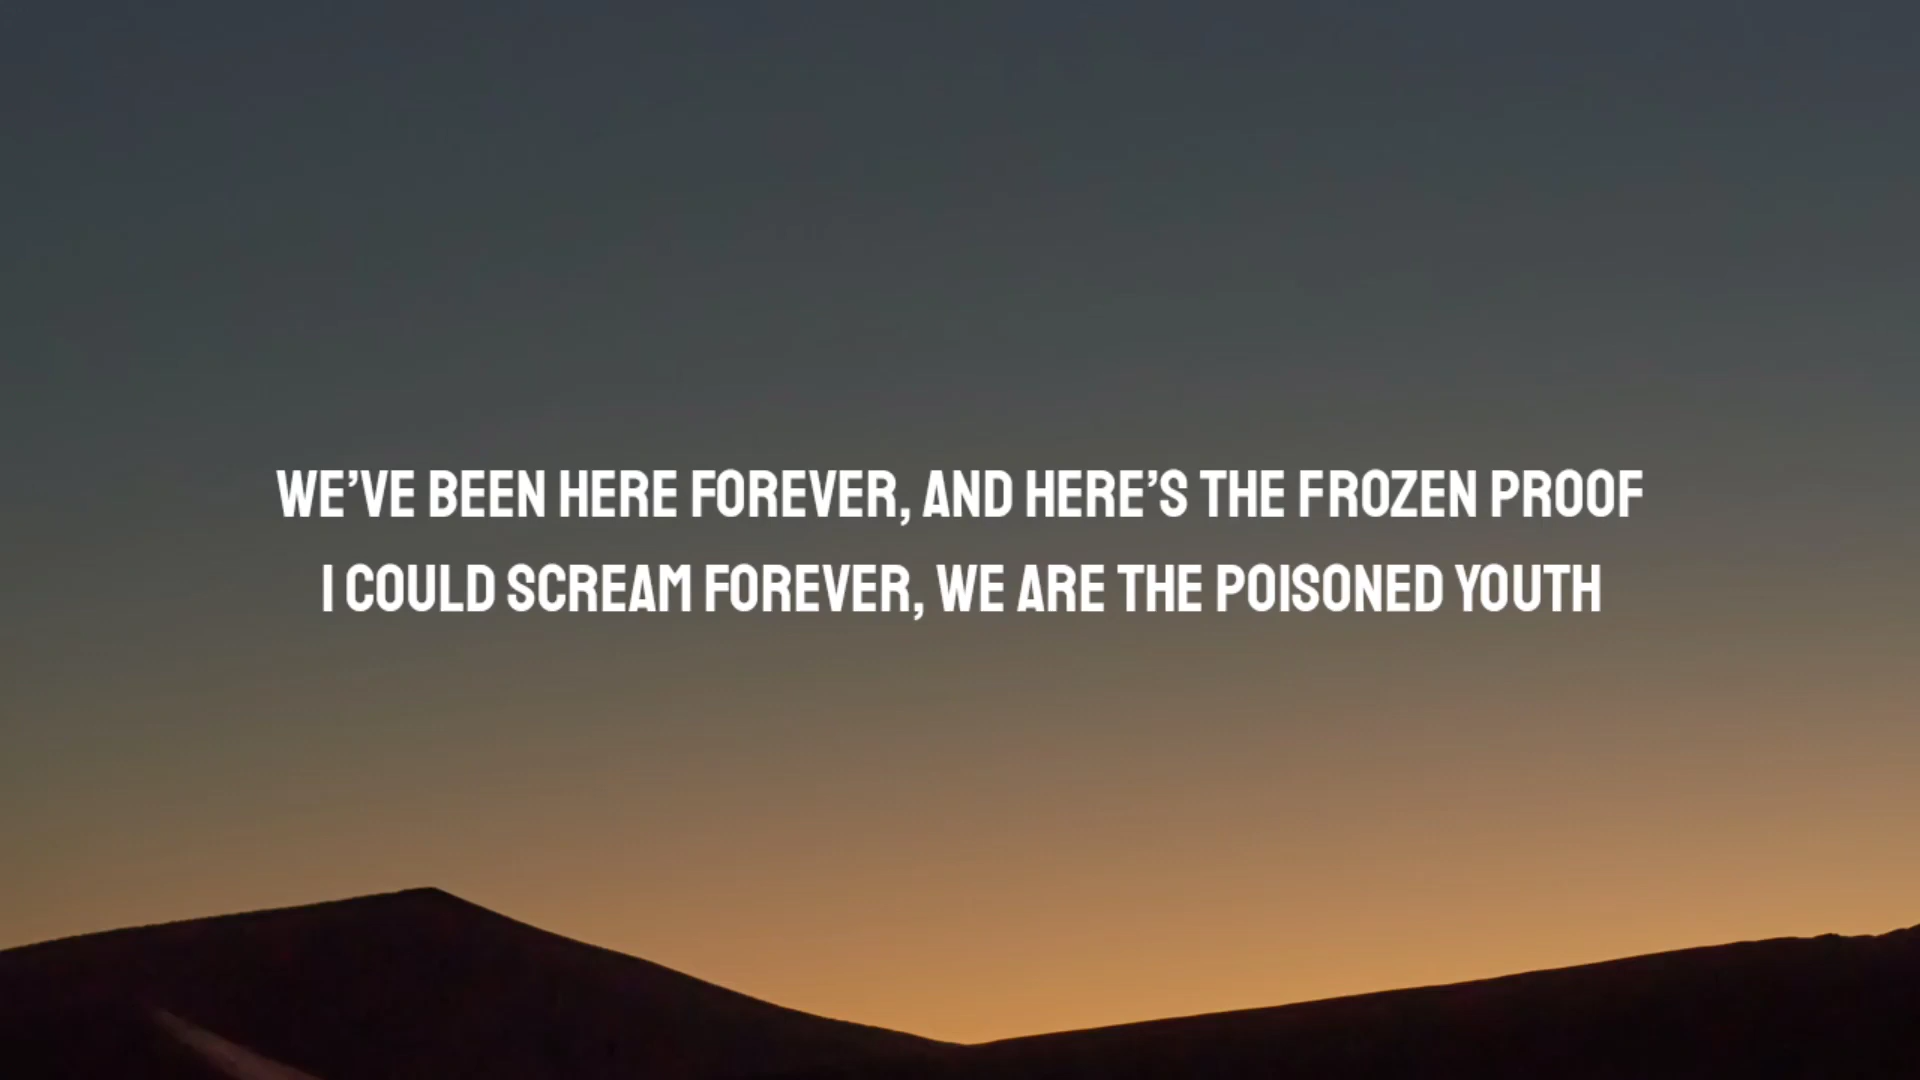 WE’VE BEEN HERE FOREVER, AND HERE’S THE FROZEN PROOF
I COULD SCREAM FOREVER, WE ARE THE POISONED YOUTH